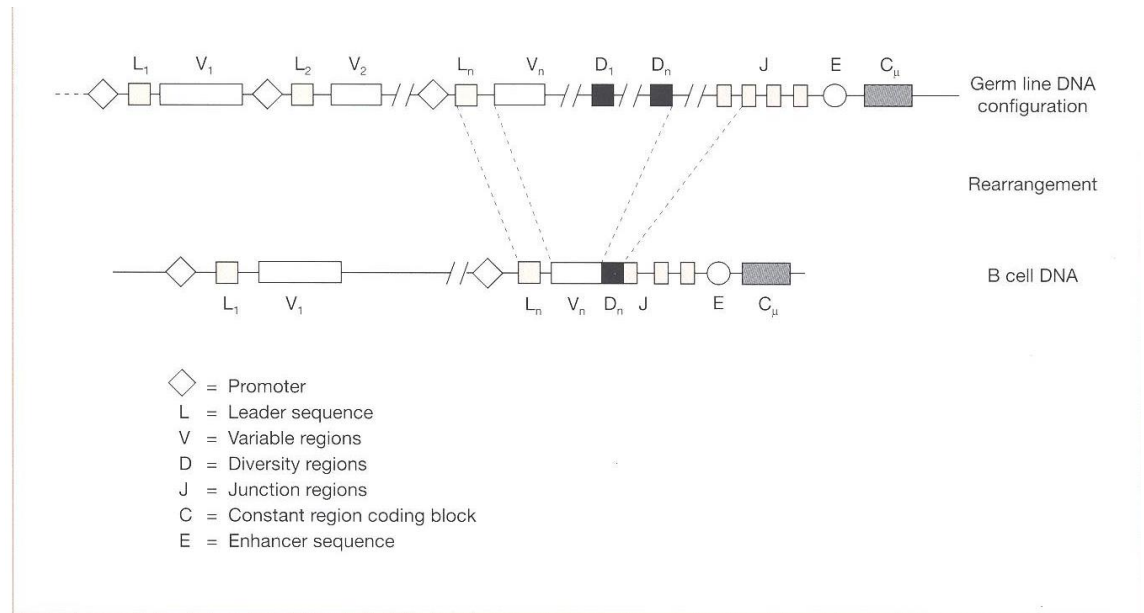 L₁ V₁ L₂ V₂ Lₙ Vₙ D₁ Dₙ J E Cμ
Germ line DNA
configuration
Rearrangement
B cell DNA
L₁ V₁ Lₙ Vₙ Dₙ J E Cμ
= Promoter
L = Leader sequence
V = Variable regions
D = Diversity regions
J = Junction regions
C = Constant region coding block
E = Enhancer sequence